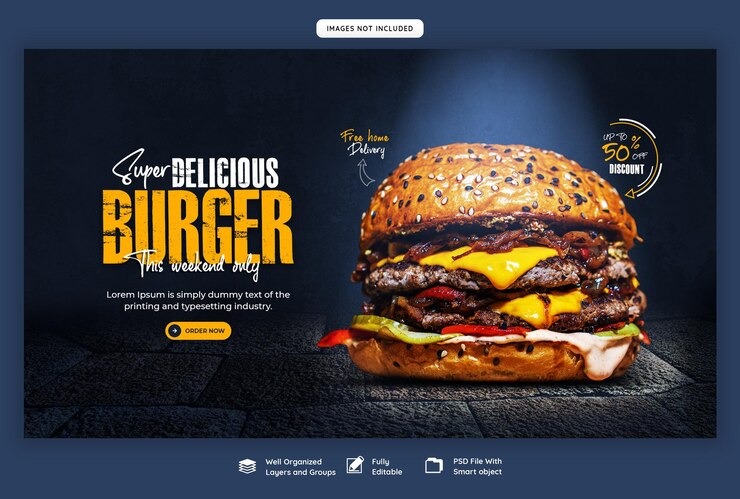 IMAGES NOT INCLUDED
Free home
Delivery
UP TO
50% OFF
DISCOUNT
Super DELICIOUS
BURGER
This weekend only
Lorem Ipsum is simply dummy text of the
printing and typesetting industry.
ORDER NOW
Well Organized
Layers and Groups
Fully
Editable
PSD File With
Smart object